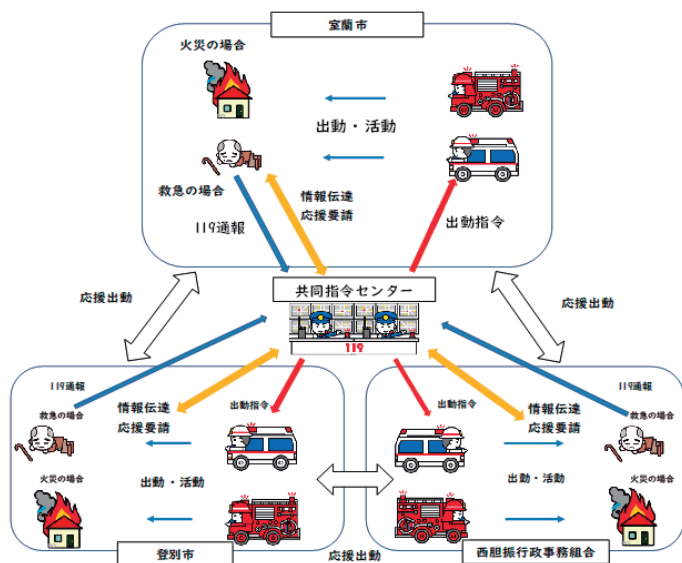 室蘭市
火災の場合
出動・活動
救急の場合
情報伝達
応援要請
119通報
出動指令
共同指令センター
応援出動
応援出動
119
119通報
救急の場合
情報伝達
応援要請
出動指令
出動・活動
火災の場合
登別市
応援出動
119通報
出動指令
情報伝達
応援要請
救急の場合
出動・活動
火災の場合
西胆振行政事務組合